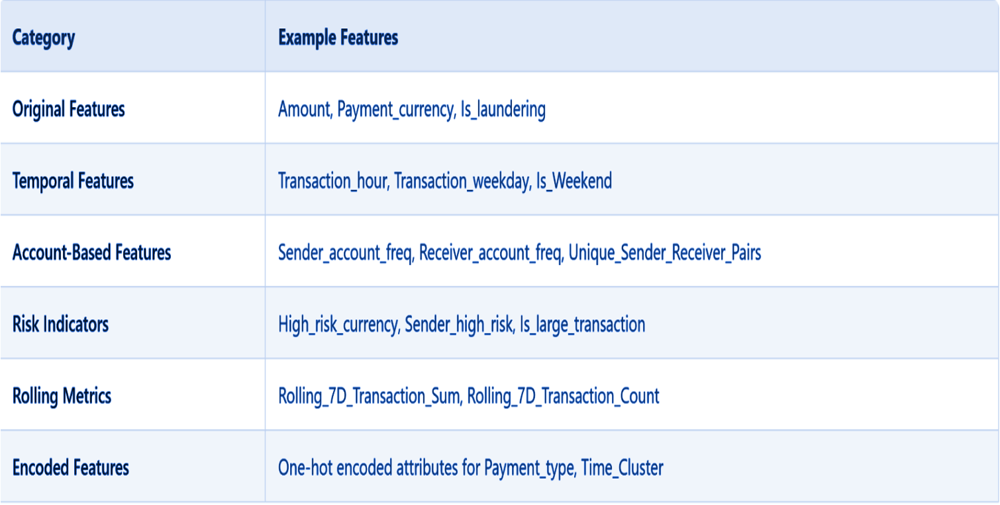 Category Example Features
Original Features Amount, Payment_currency, Is_laundering
Temporal Features Transaction_hour, Transaction_weekday, Is_Weekend
Account-Based Features Sender_account_freq, Receiver_account_freq, Unique_Sender_Receiver_Pairs
Risk Indicators High_risk_currency, Sender_high_risk, Is_large_transaction
Rolling Metrics Rolling_7D_Transaction_Sum, Rolling_7D_Transaction_Count
Encoded Features One-hot encoded attributes for Payment_type, Time_Cluster